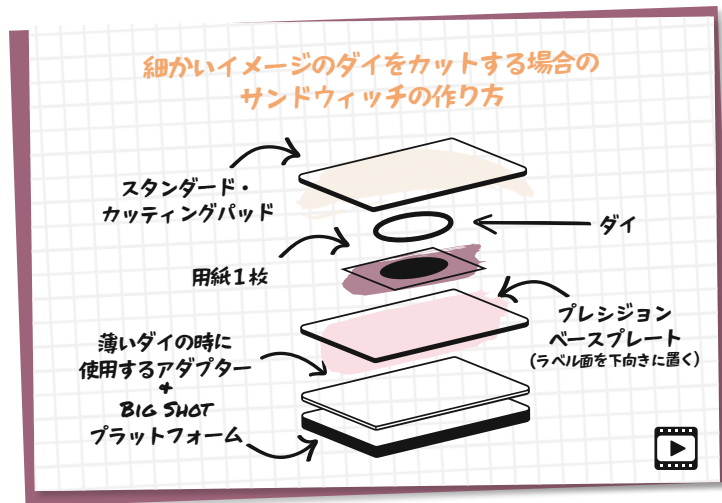 細かいイメージのダイをカットする場合の
サンドウィッチの作り方
スタンダード・
カッティングパッド
ダイ
用紙1枚
プレシジョン
ベースプレート
(ラベル面を下向きに置く)
薄いダイの時に
使用するアダプター
+
BIG SHOT
プラットフォーム